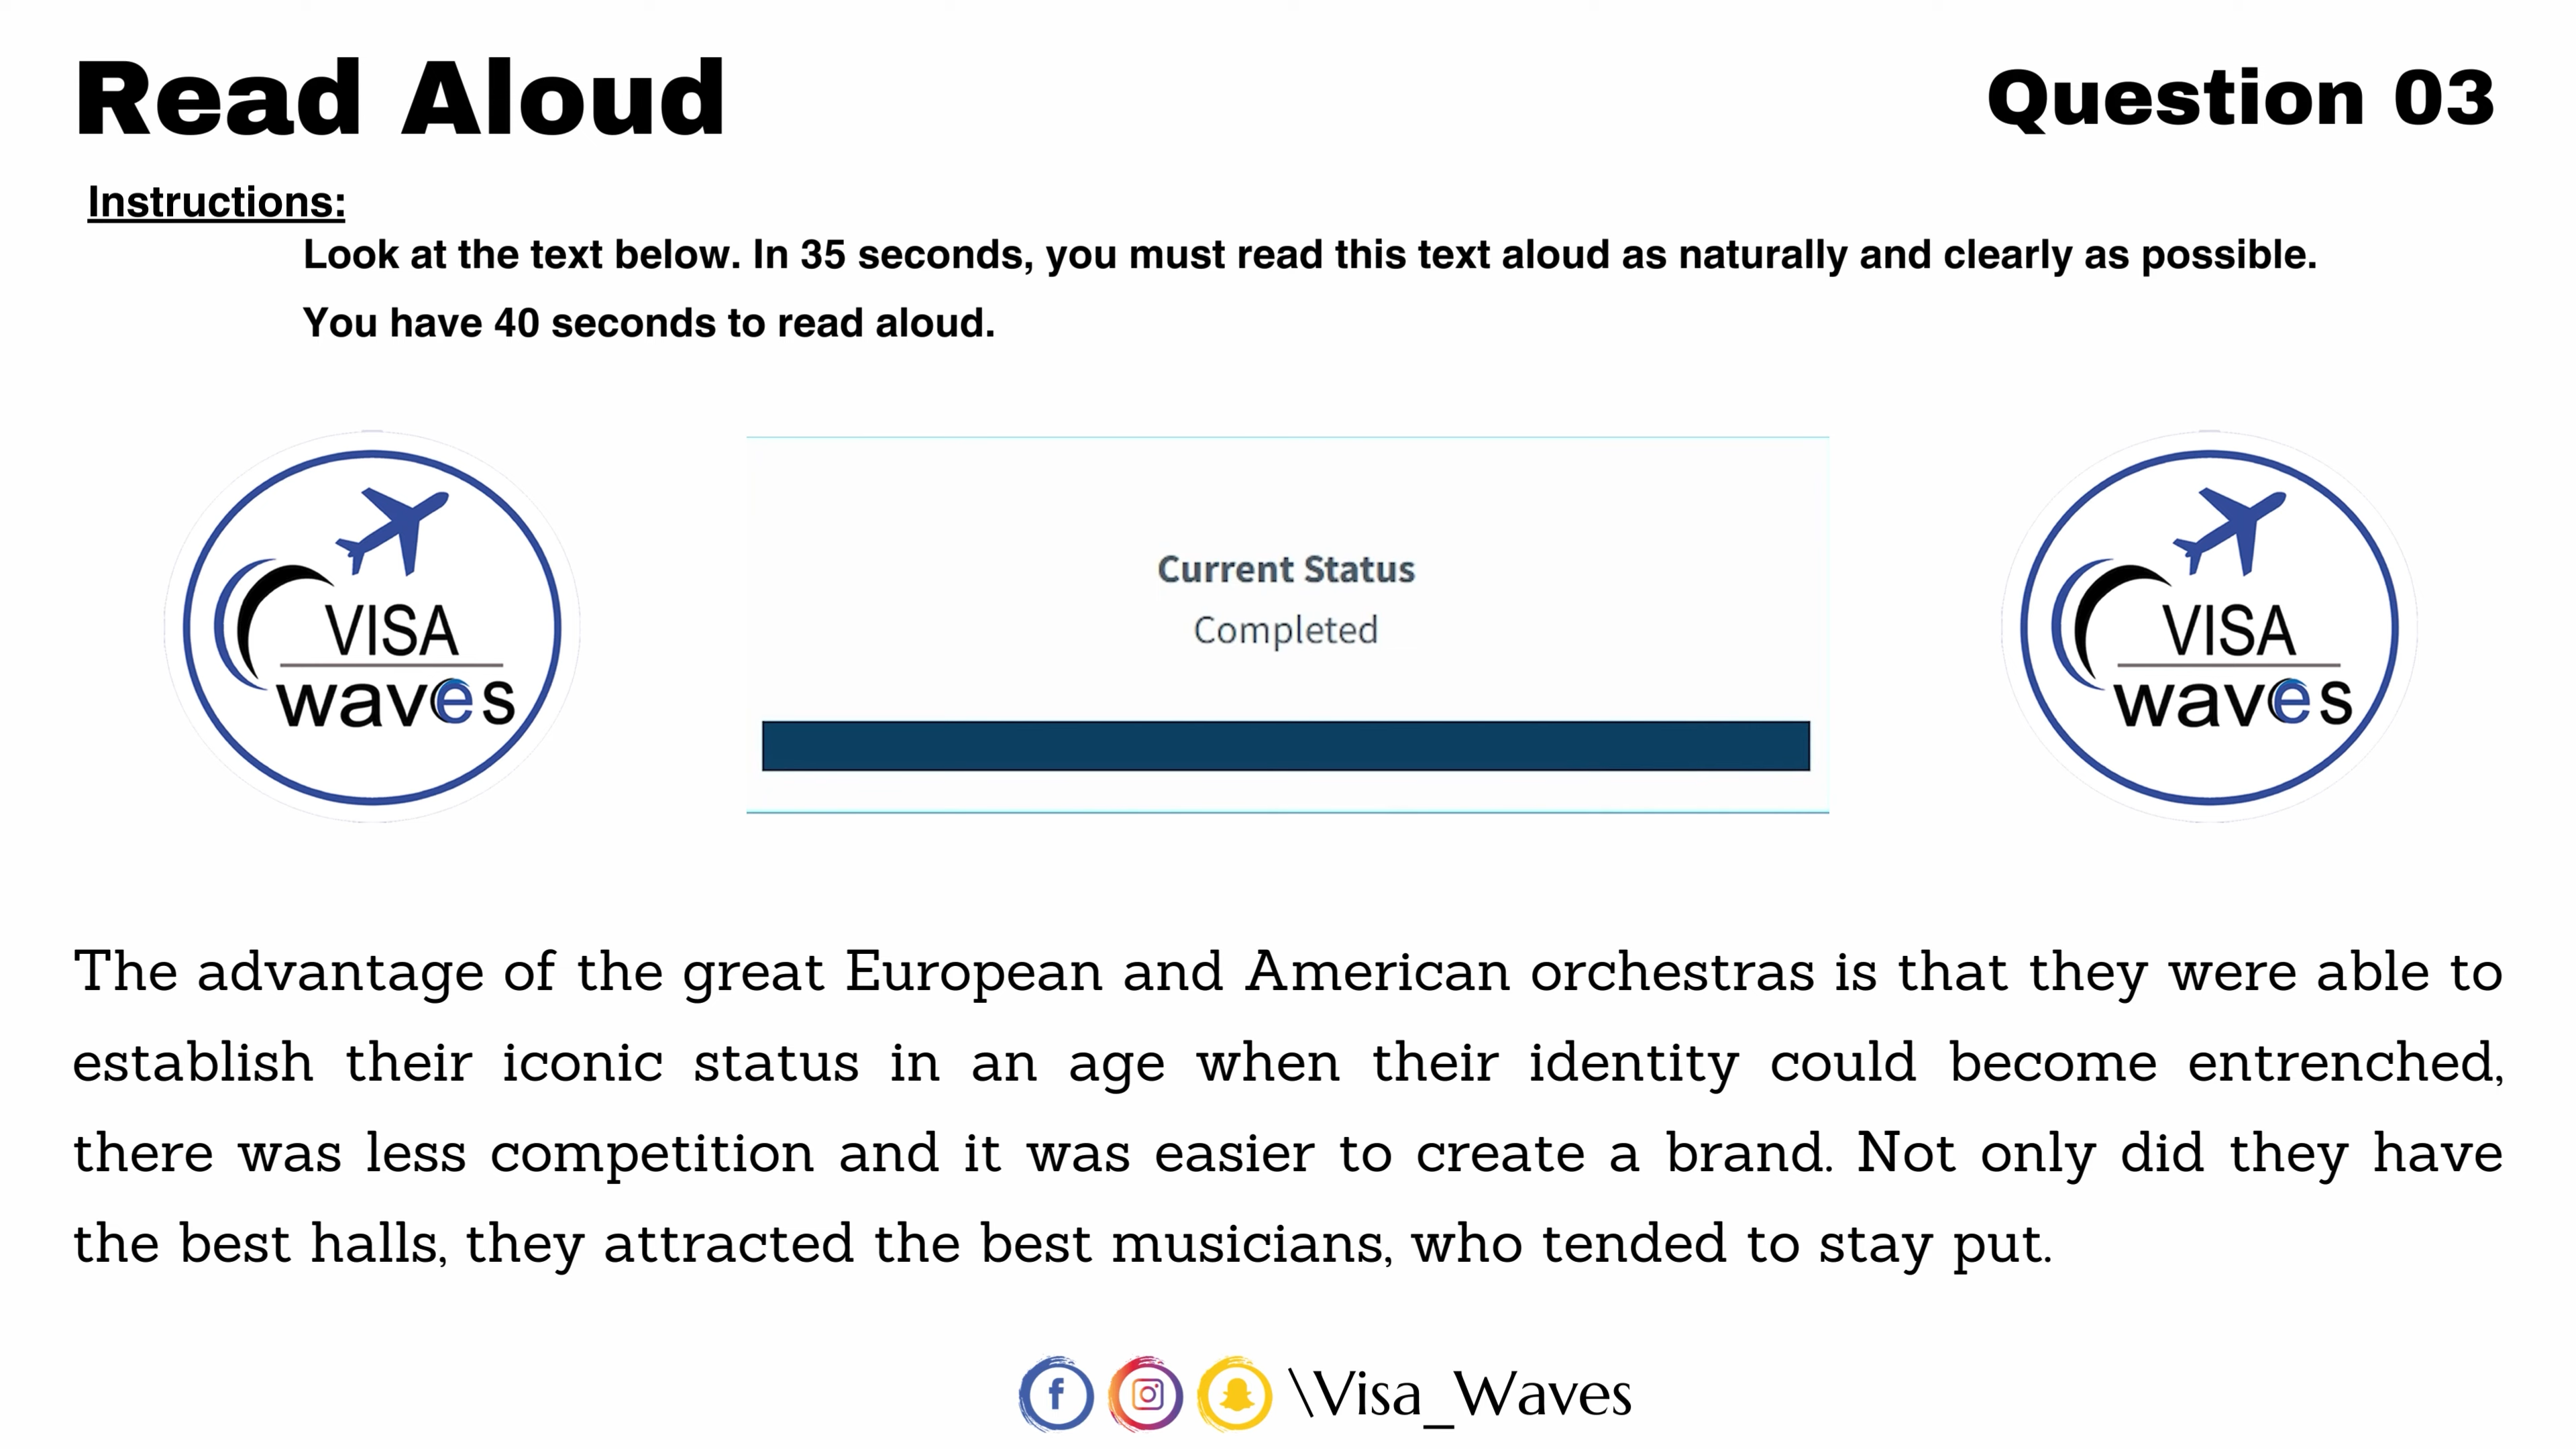 Read Aloud
Question 03
Instructions:
Look at the text below. In 35 seconds, you must read this text aloud as naturally and clearly as possible.
You have 40 seconds to read aloud.
VISA
waves
Current Status
Completed
VISA
waves
The advantage of the great European and American orchestras is that they were able to
establish their iconic status in an age when their identity could become entrenched,
there was less competition and it was easier to create a brand. Not only did they have
the best halls, they attracted the best musicians, who tended to stay put.
\Visa_Waves